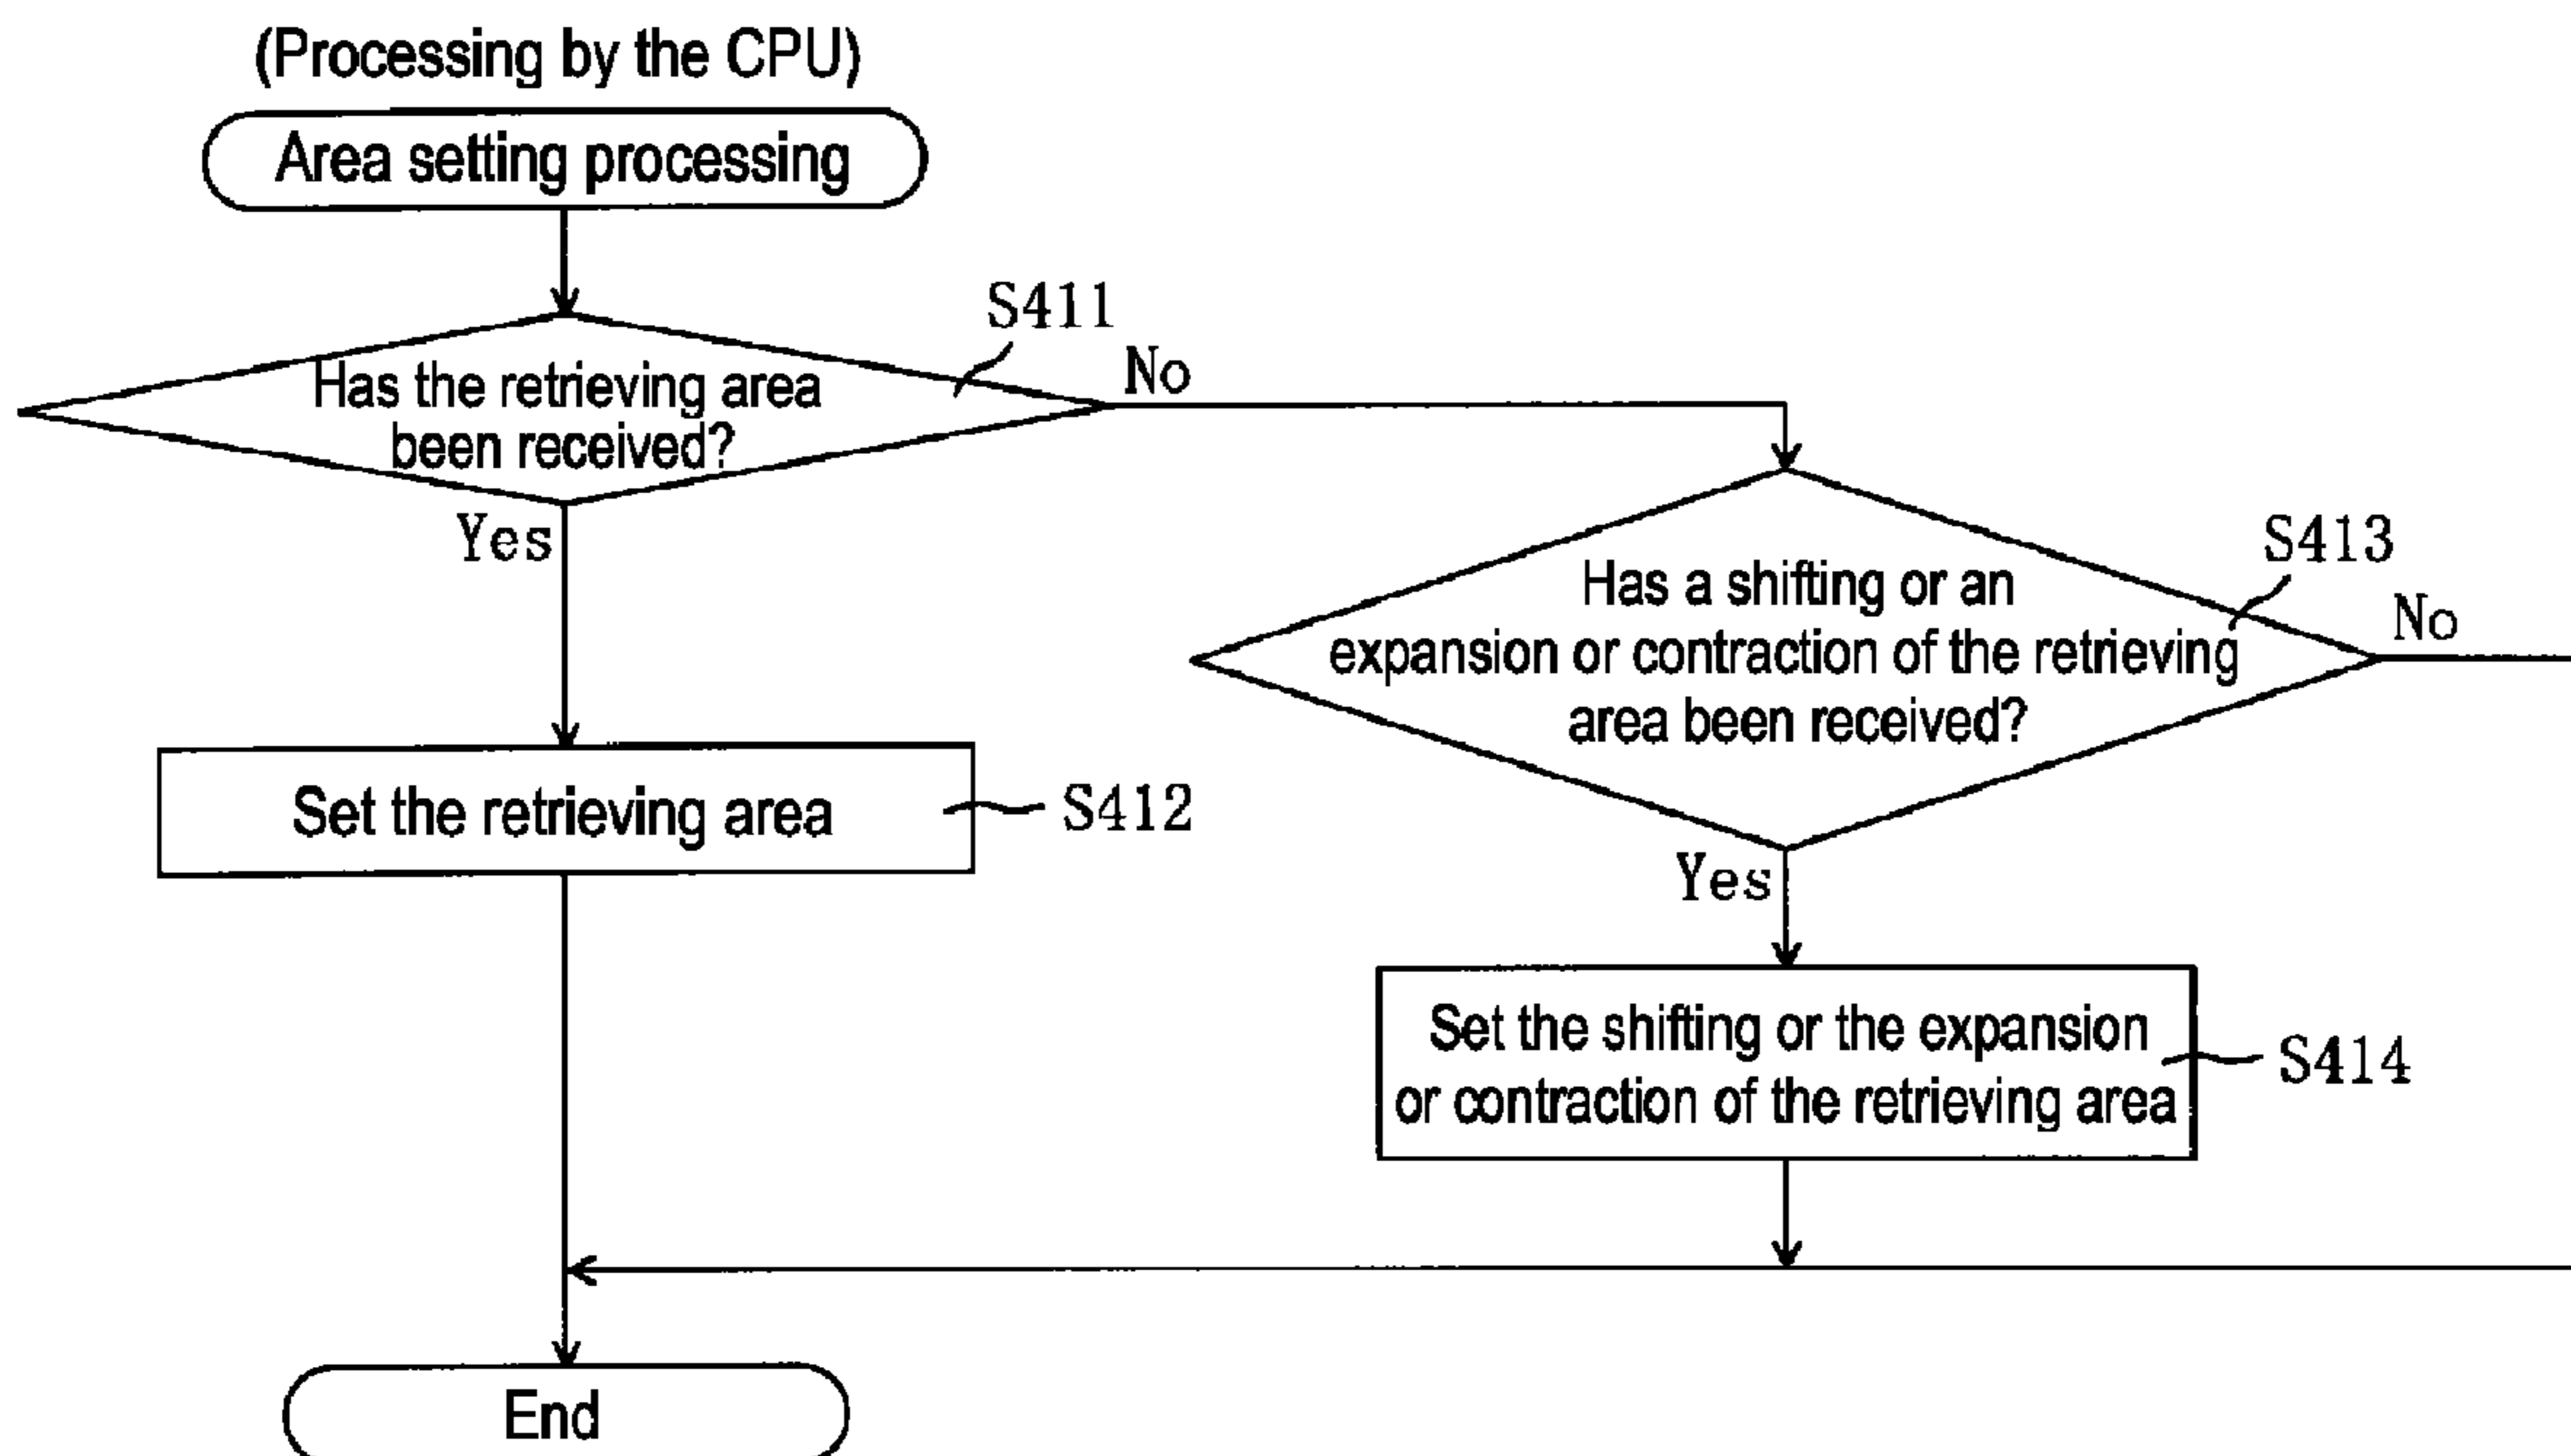 (Processing by the CPU)
Area setting processing
S411
Has the retrieving area
been received?
No
Yes
S413
Has a shifting or an
expansion or contraction of the retrieving
area been received?
No
Yes
Set the retrieving area
S412
Set the shifting or the expansion
or contraction of the retrieving area
S414
End